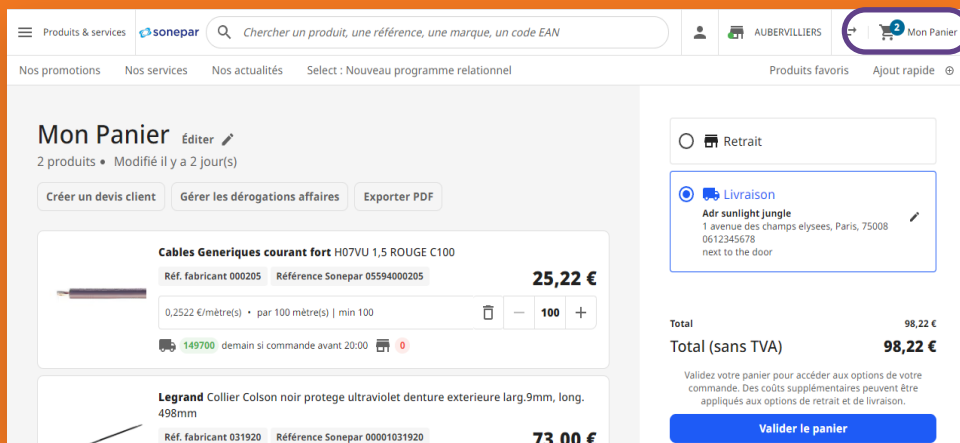 Produits & services
sonepar
Chercher un produit, une référence, une marque, un code EAN
AUBERVILLIERS
2
Mon Panier
Nos promotions
Nos services
Nos actualités
Select : Nouveau programme relationnel
Produits favoris
Ajout rapide
Mon Panier
Éditer
2 produits • Modifié il y a 2 jour(s)
Créer un devis client
Gérer les dérogations affaires
Exporter PDF
Cables Generiques courant fort H07VU 1,5 ROUGE C100
Réf. fabricant 000205
Référence Sonepar 05594000205
25,22 €
0,2522 €/mètre(s) • par 100 mètre(s) | min 100
100
149700 demain si commande avant 20:00
0
Legrand Collier Colson noir protege ultraviolet denture exterieure larg.9mm, long.
498mm
Réf. fabricant 031920
Référence Sonepar 00001031920
73,00 €
Retrait
Livraison
Adr sunlight jungle
1 avenue des champs elysees, Paris, 75008
0612345678
next to the door
Total
98,22 €
Total (sans TVA)
98,22 €
Validez votre panier pour accéder aux options de votre
commande. Des coûts supplémentaires peuvent être
appliqués aux options de retrait et de livraison.
Valider le panier